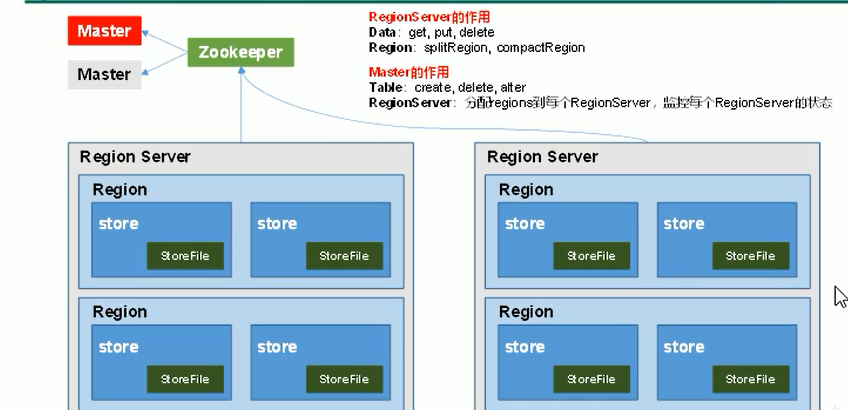 Master
Master
Zookeeper
RegionServer的作用
Data：get, put, delete
Region：splitRegion, compactRegion
Master的作用
Table：create, delete, alter
RegionServer：分配regions到每个RegionServer，监控每个RegionServer的状态
Region Server
Region
store
StoreFile
store
StoreFile
Region
store
StoreFile
store
StoreFile
Region Server
Region
store
StoreFile
store
StoreFile
Region
store
StoreFile
store
StoreFile